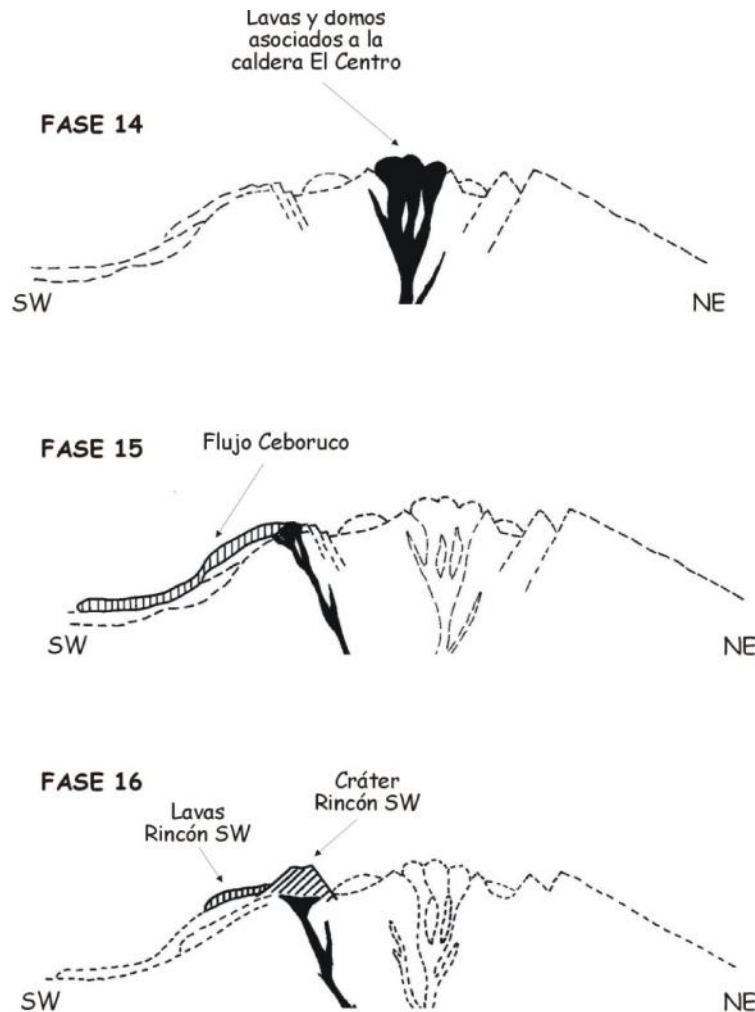 Lavas y domos
asociados a la
caldera El Centro
FASE 14
SW
NE
FASE 15
Flujo Ceboruco
SW
NE
FASE 16
Lavas
Rincón SW
Cráter
Rincón SW
SW
NE